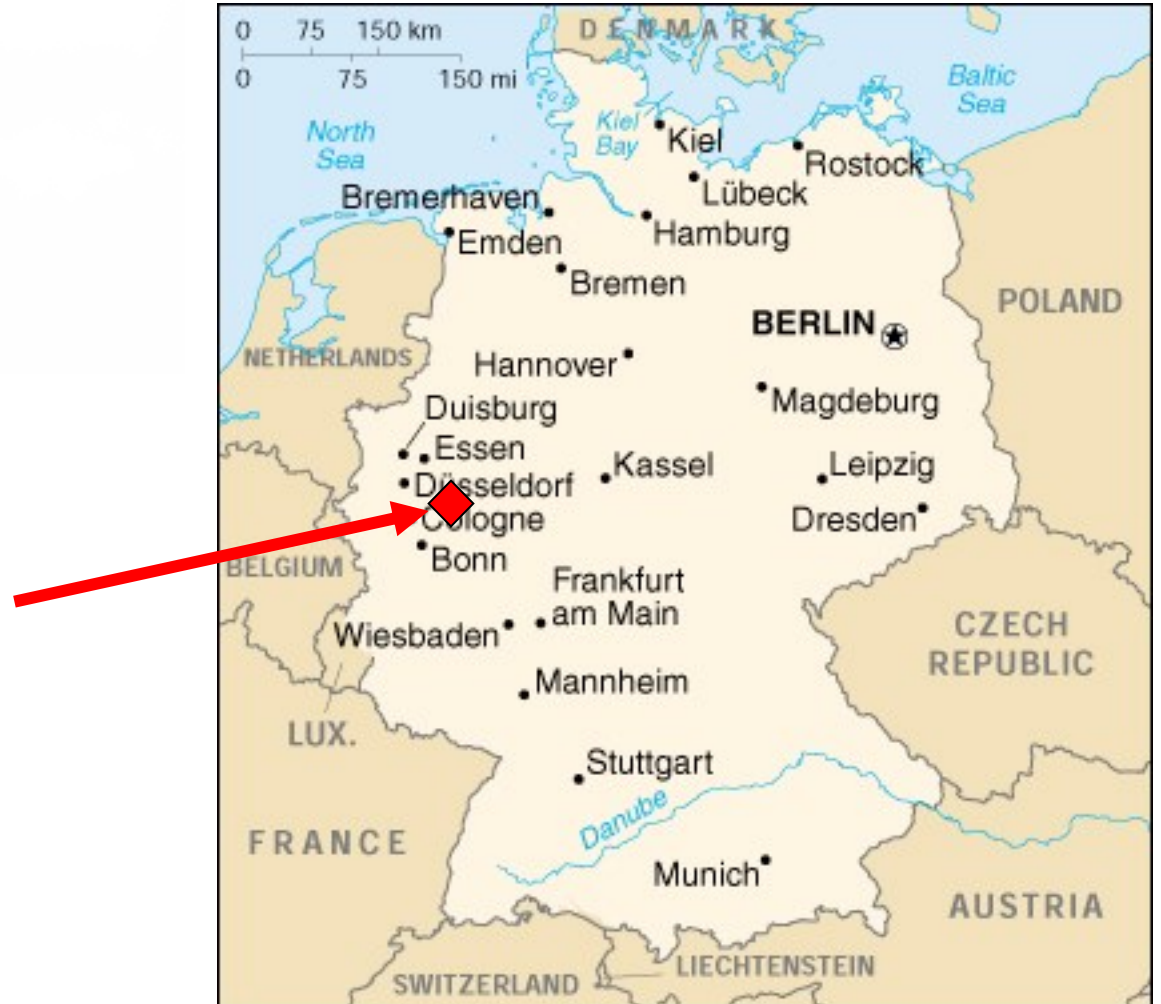 0 75 150 km
0 75 150 mi
DENMARK
Baltic
Sea
North
Sea
Kiel
Bay
Kiel
Rostock
Lübeck
Bremerhaven
Hamburg
Emden
Bremen
POLAND
BERLIN
NETHERLANDS
Hannover
Magdeburg
Duisburg
Essen
Kassel
Leipzig
Düsseldorf
Cologne
Dresden
BELGIUM
Bonn
Frankfurt
am Main
Wiesbaden
CZECH
REPUBLIC
Mannheim
LUX.
Stuttgart
Danube
FRANCE
Munich
AUSTRIA
LIECHTENSTEIN
SWITZERLAND